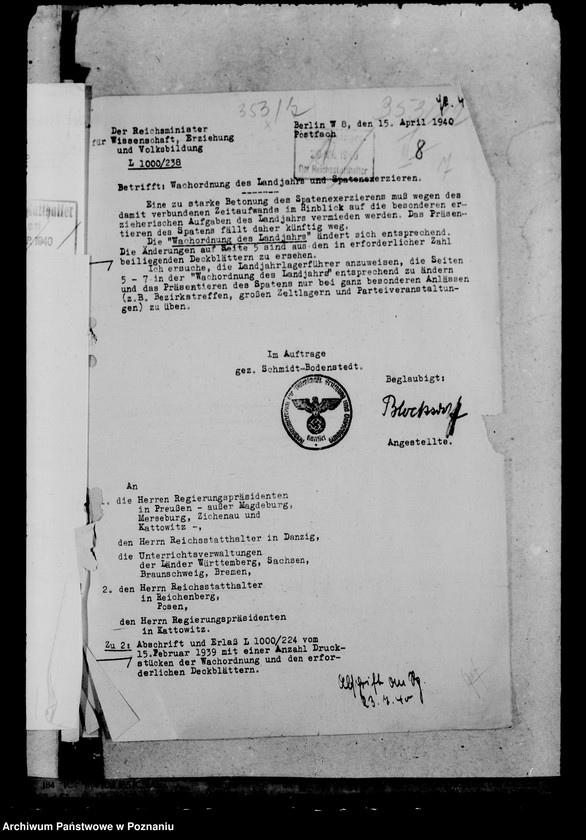 353/2
Der Reichsminister
für Wissenschaft, Erziehung
und Volksbildung
L 1000/238
Berlin W 8, den 15. April 1940
Postfach
8
Betrifft: Wachordnung des Landjahrs und Spatenexerzieren.
Eine zu starke Betonung des Spatenexerzierens muß wegen des
damit verbundenen Zeitaufwands im Hinblick auf die besonderen er-
zieherischen Aufgaben des Landjahrs vermieden werden. Das Präsen-
tieren des Spatens fällt daher künftig weg.
Die "Wachordnung des Landjahrs" ändert sich entsprechend.
Die Änderungen auf Seite 5 sind aus den in erforderlicher Zahl
beiliegenden Deckblättern zu ersehen.
Ich ersuche, die Landjahrlagerführer anzuweisen, die Seiten
5 - 7 in der "Wachordnung des Landjahrs" entsprechend zu ändern
und das Präsentieren des Spatens nur bei ganz besonderen Anlässen
(z.B. Bezirkstreffen, großen Zeltlagern und Parteiveranstaltun-
gen) zu üben.
Im Auftrage
gez. Schmidt-Bodenstedt.
Beglaubigt:
Angestellte.
An
die Herren Regierungspräsidenten
in Preußen - außer Magdeburg,
Merseburg, Zichenau und
Kattowitz -,
den Herrn Reichsstatthalter in Danzig,
die Unterrichtsverwaltungen
der Länder Württemberg, Sachsen,
Braunschweig, Bremen,
2. den Herrn Reichsstatthalter
in Reichenberg,
Posen,
den Herrn Regierungspräsidenten
in Kattowitz.
Zu 2: Abschrift und Erlaß L 1000/224 vom
15.Februar 1939 mit einer Anzahl Druck-
stücken der Wachordnung und den erfor-
derlichen Deckblättern.
Abschrift an
23.4.40
184
Archiwum Państwowe w Poznaniu